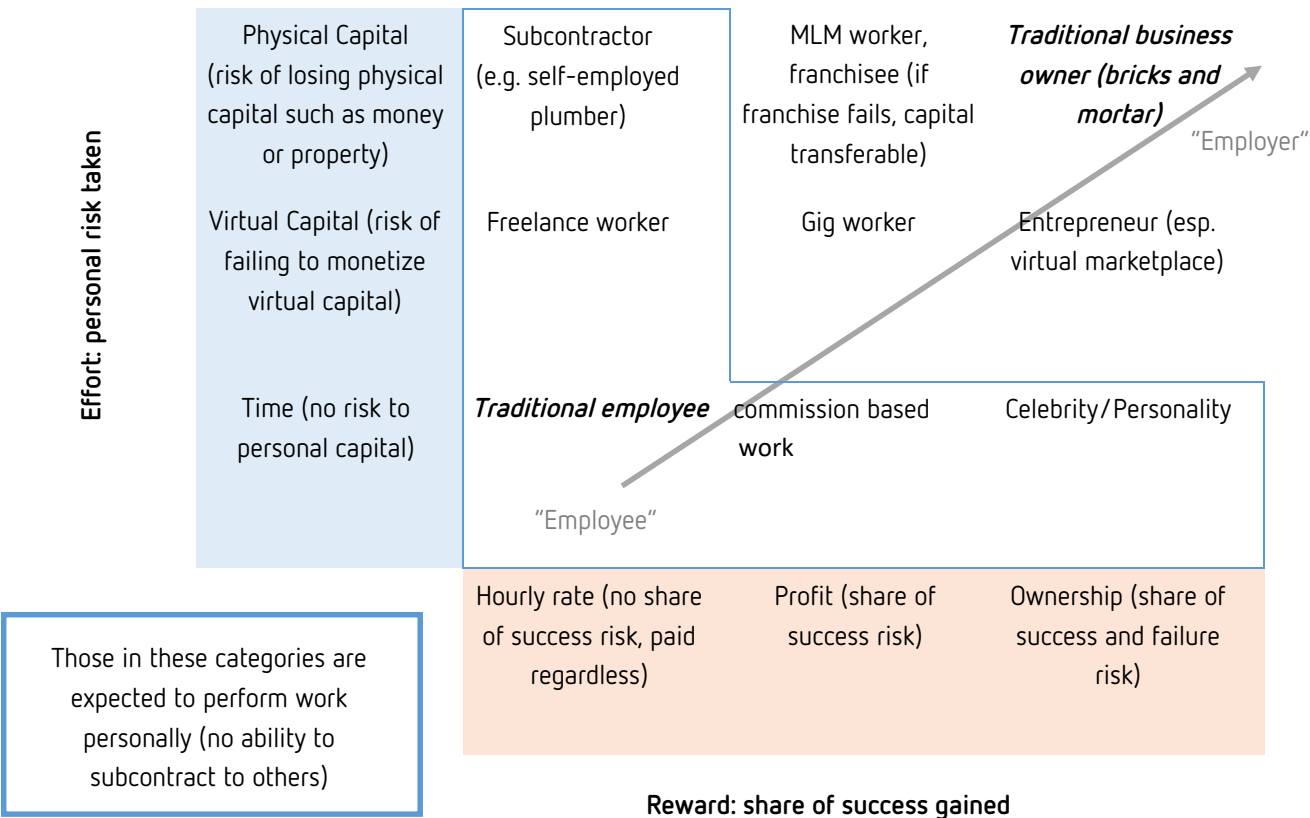 Effort: personal risk taken
Physical Capital
(risk of losing physical
capital such as money
or property)
Subcontractor
(e.g. self-employed
plumber)
MLM worker,
franchisee (if
franchise fails, capital
transferable)
Traditional business
owner (bricks and
mortar)
"Employer"
Virtual Capital (risk of
failing to monetize
virtual capital)
Freelance worker
Gig worker
Entrepreneur (esp.
virtual marketplace)
Time (no risk to
personal capital)
Traditional employee
commission based
work
Celebrity/Personality
"Employee"
Hourly rate (no share
of success risk, paid
regardless)
Profit (share of
success risk)
Ownership (share of
success and failure
risk)
Those in these categories are
expected to perform work
personally (no ability to
subcontract to others)
Reward: share of success gained